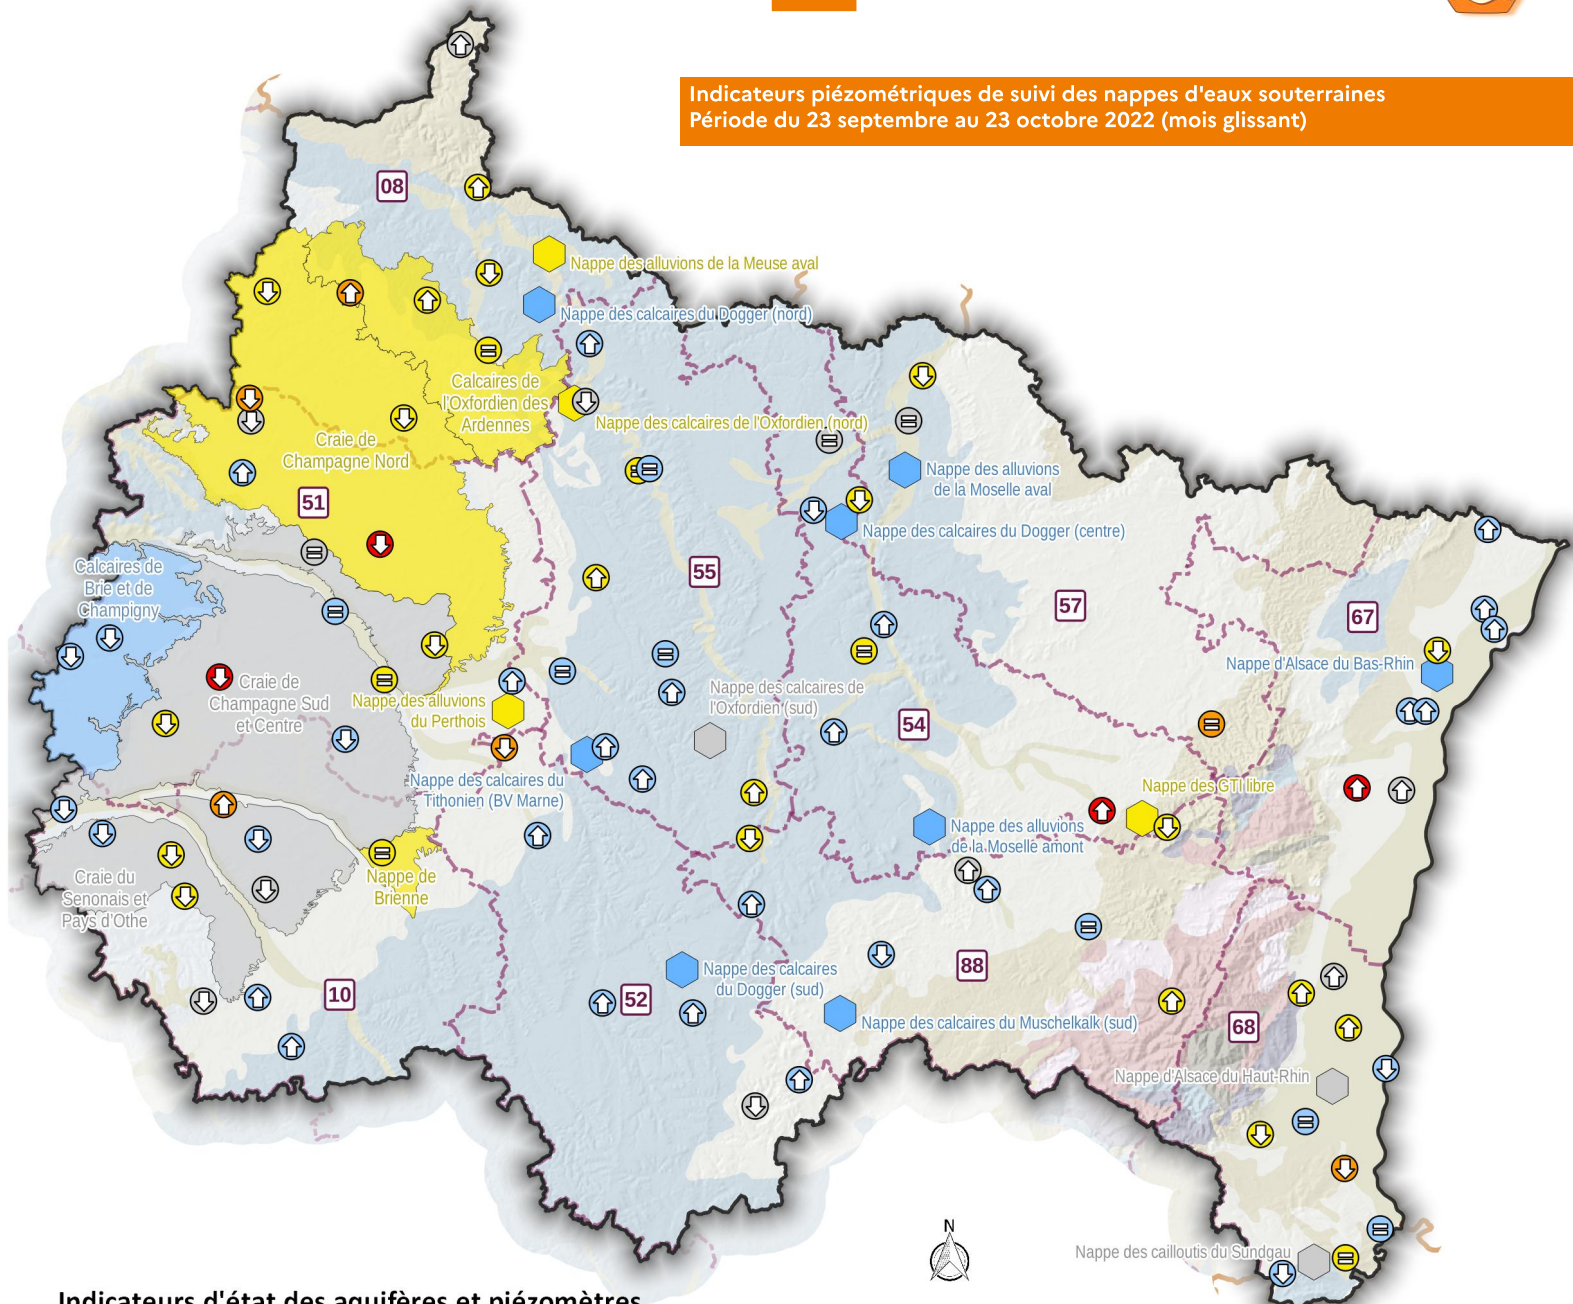 Indicateurs piézométriques de suivi des nappes d'eaux souterraines
Période du 23 septembre au 23 octobre 2022 (mois glissant)
08
Nappe des alluvions de la Meuse aval
Nappe des calcaires du Dogger (nord)
Calcaires de
l'Oxfordien des
Ardennes
Nappe des calcaires de l'Oxfordien (nord)
Craie de
Champagne Nord
51
Nappe des alluvions
de la Moselle aval
Nappe des calcaires du Dogger (centre)
Calcaires de
Brie et de
Champigny
55
57
67
Nappe d'Alsace du Bas-Rhin
Craie de
Champagne Sud
et Centre
Nappe des alluvions
du Perthois
Nappe des calcaires de
l'Oxfordien (sud)
54
Nappe des calcaires du
Tithonien (BV Marne)
Nappe des GTI libre
Nappe des alluvions
de la Moselle amont
Craie du
Senonais et
Pays d'Othe
Nappe de
Brienne
10
52
Nappe des calcaires
du Dogger (sud)
88
Nappe des calcaires du Muschelkalk (sud)
68
Nappe d'Alsace du Haut-Rhin
N
Nappe des cailloutis du Sundgau
Indicateurs d'état des aquifères et piézomètres